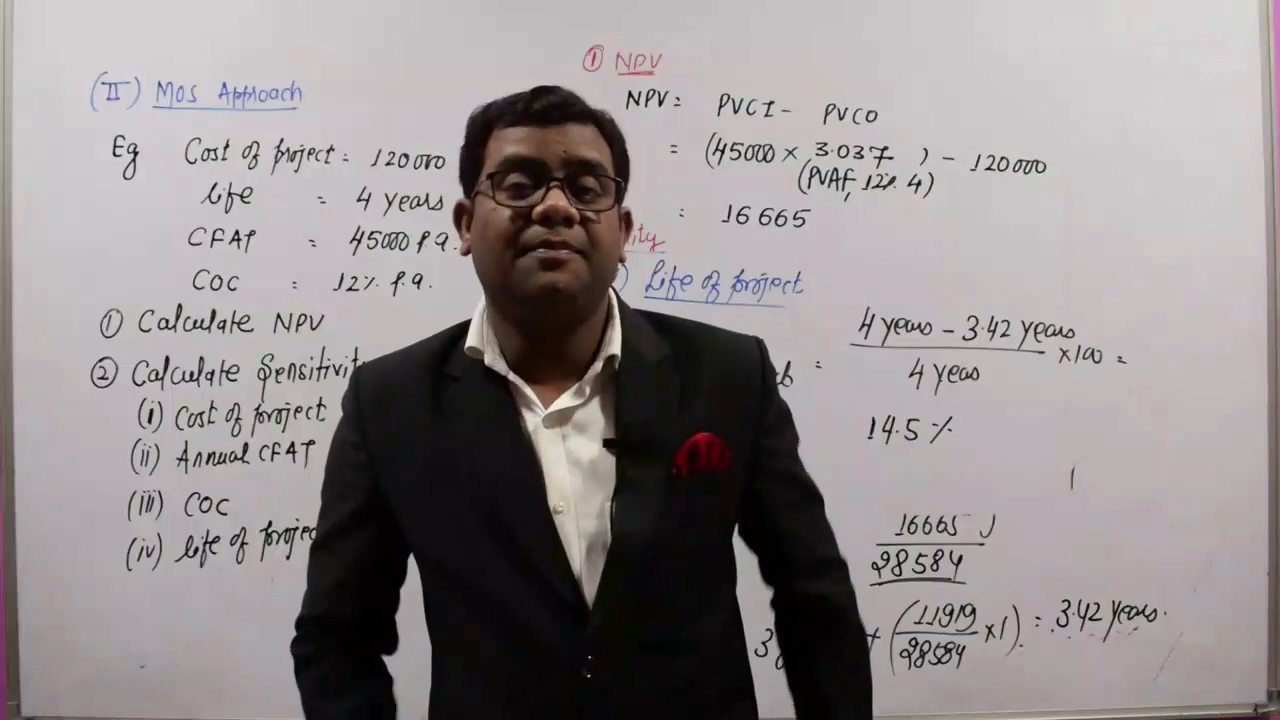 (II) MOS Approach
Eg Cost of project = 120000
life = 4 years
CFAT = 45000 P.a.
COC = 12% P.a.
① Calculate NPV
② Calculate Sensitivit
(i) Cost of project
(ii) Annual CFAT
(iii) COC
(iv) life of projec
① NPV
NPV = PVCI - PVCO
= (45000 × 3.037 ) - 120000
(PVAF, 12%, 4)
= 16665
ity
) Life of project
= 4 years - 3.42 years
4 years
×100 =
14.5%
16665
28584
+ (11919
28584
×1) = 3.42 years.